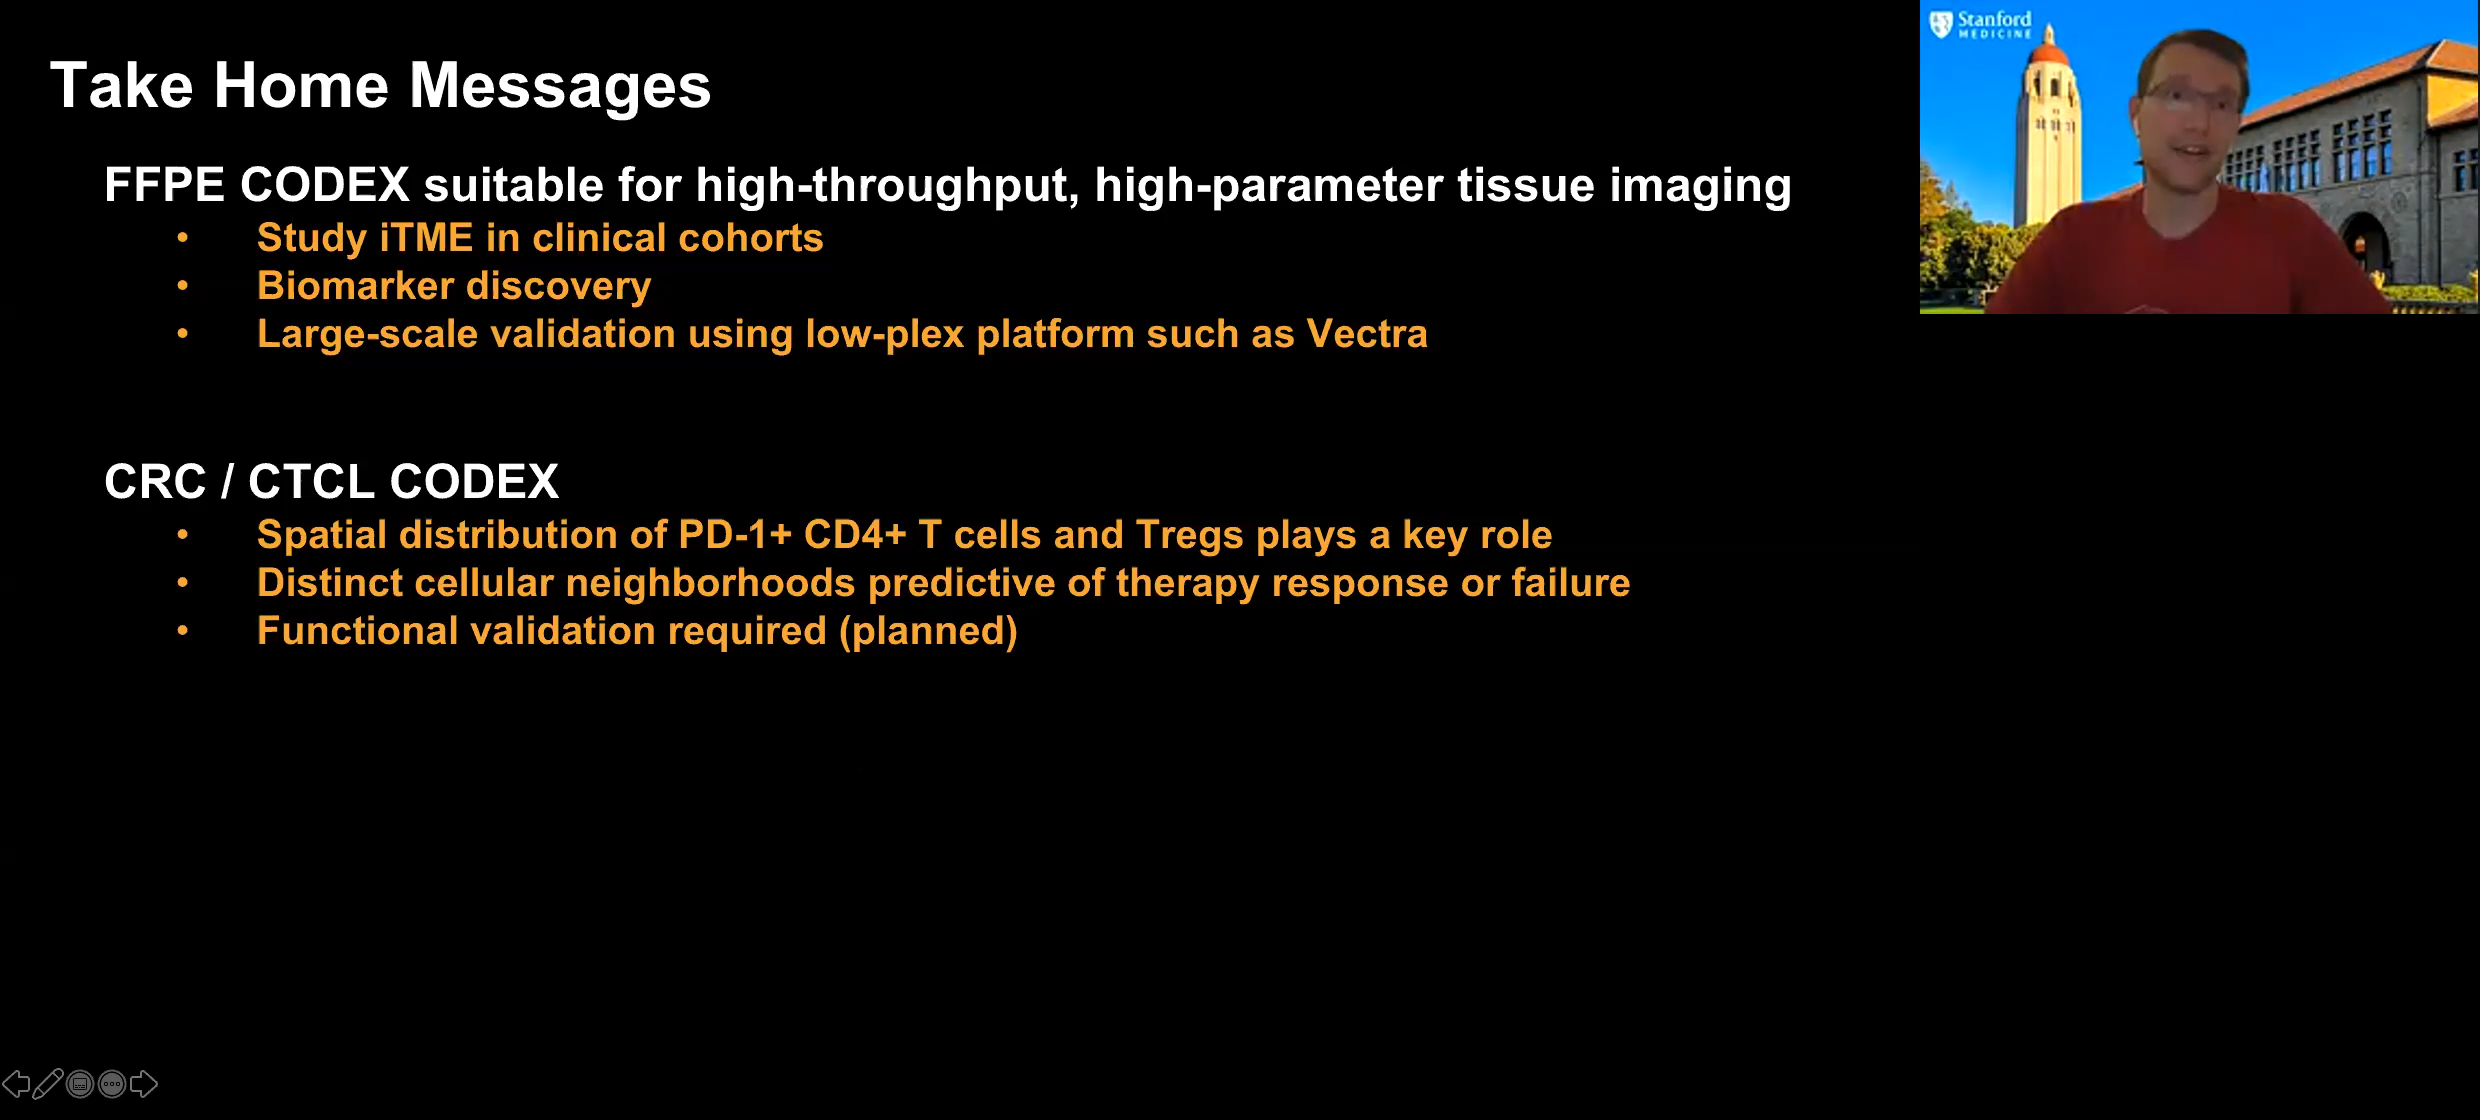 Take Home Messages
FFPE CODEX suitable for high-throughput, high-parameter tissue imaging
• Study iTME in clinical cohorts
• Biomarker discovery
• Large-scale validation using low-plex platform such as Vectra
CRC / CTCL CODEX
• Spatial distribution of PD-1+ CD4+ T cells and Tregs plays a key role
• Distinct cellular neighborhoods predictive of therapy response or failure
• Functional validation required (planned)
Stanford
MEDICINE